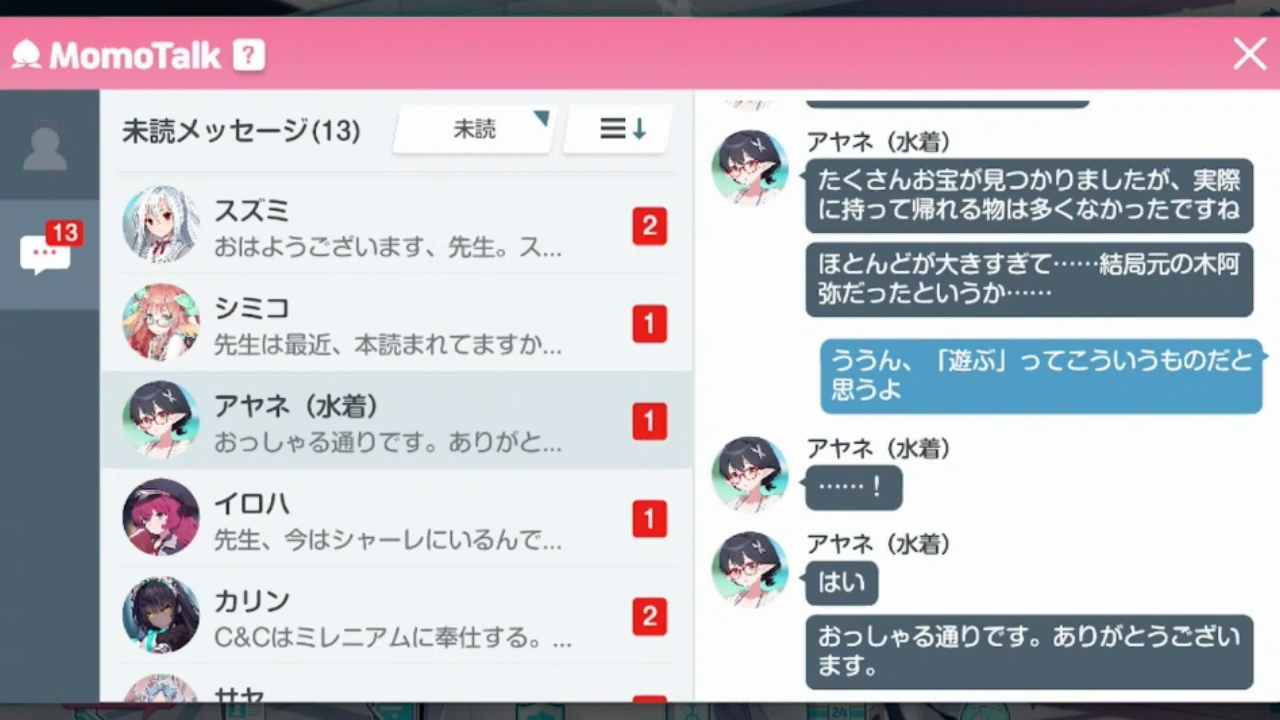 MomoTalk ?
13
未読メッセージ(13)
未読
スズミ
おはようございます、先生。ス...
2
シミコ
先生は最近、本読まれてますか...
1
アヤネ（水着）
おっしゃる通りです。ありがと...
1
イロハ
先生、今はシャーレにいるんで...
1
カリン
C&Cはミレニアムに奉仕する。...
2
サヤ
アヤネ（水着）
たくさんお宝が見つかりましたが、実際
に持って帰れる物は多くなかったですね
ほとんどが大きすぎて……結局元の木阿
弥だったというか……
ううん、「遊ぶ」ってこういうものだと
思うよ
アヤネ（水着）
……！
アヤネ（水着）
はい
おっしゃる通りです。ありがとうござい
ます。
24